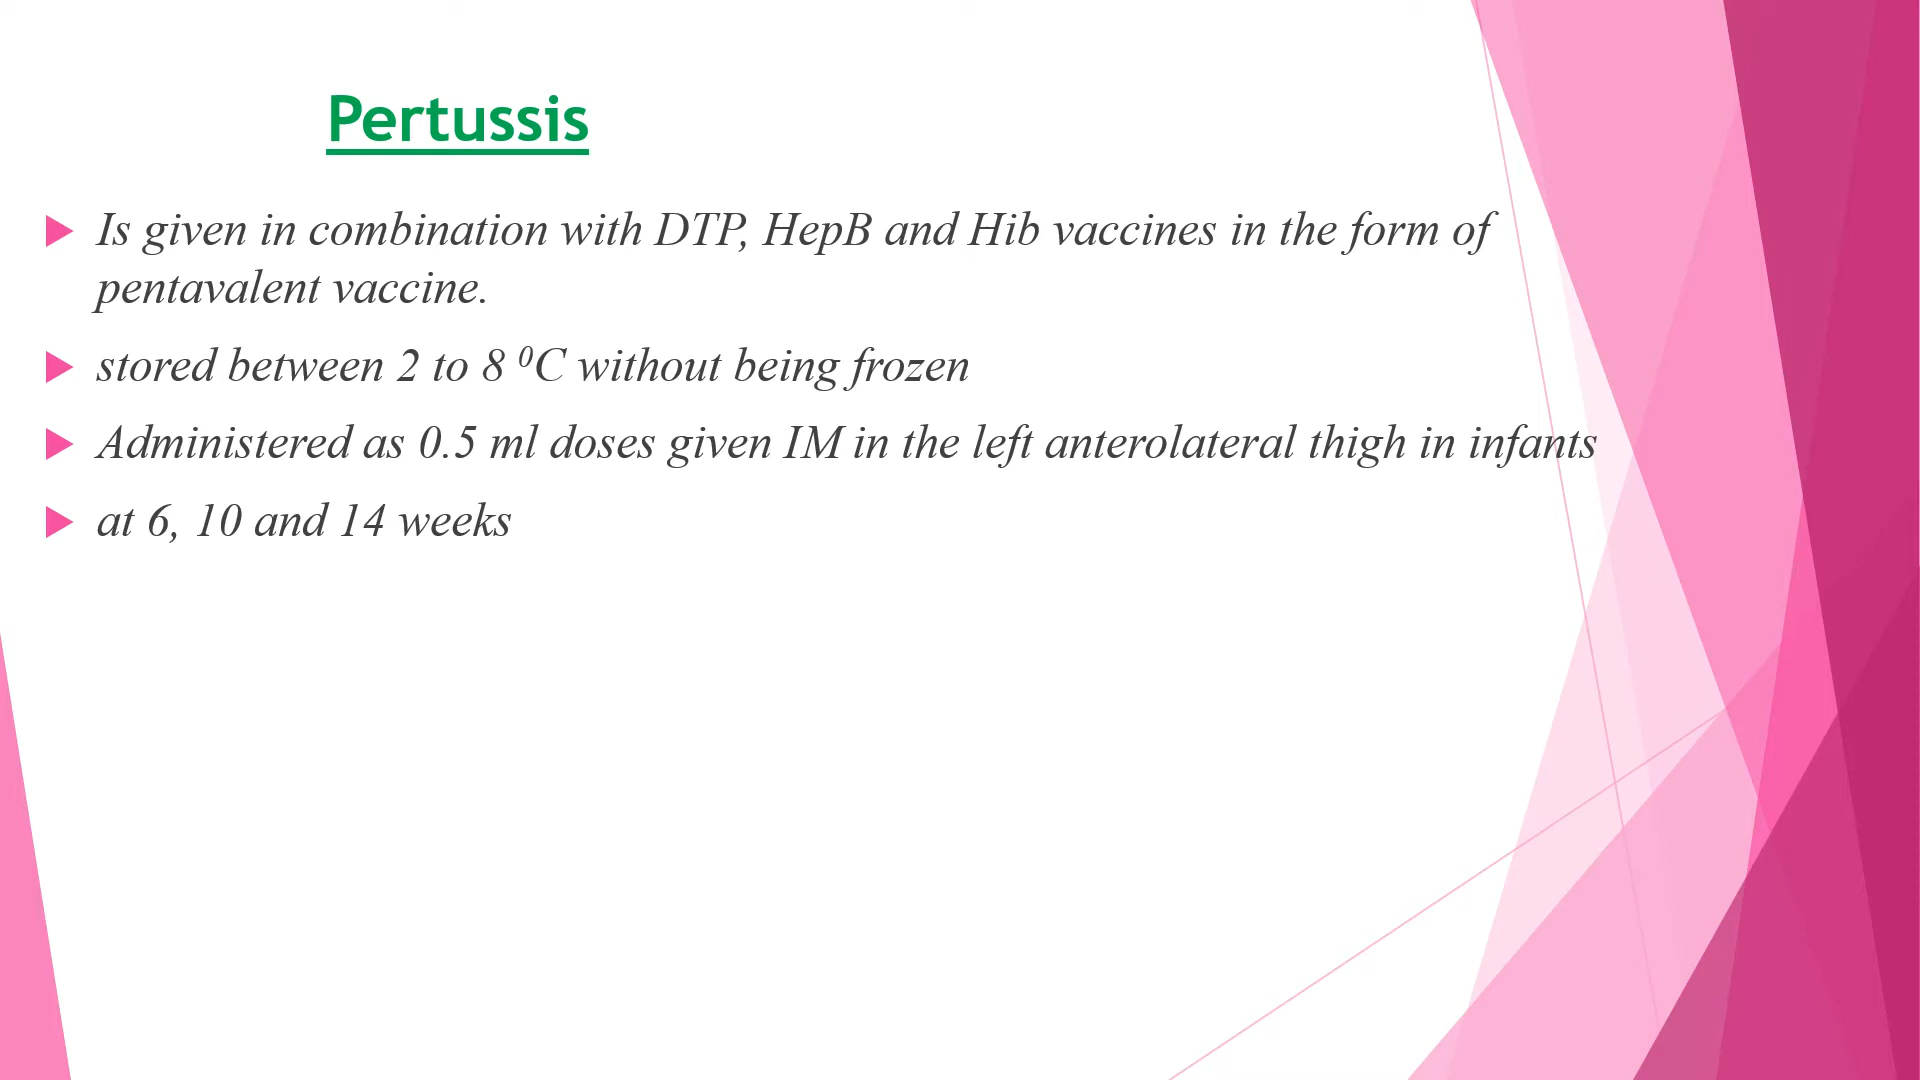 Pertussis
Is given in combination with DTP, HepB and Hib vaccines in the form of
pentavalent vaccine.
stored between 2 to 8 ⁰C without being frozen
Administered as 0.5 ml doses given IM in the left anterolateral thigh in infants
at 6, 10 and 14 weeks